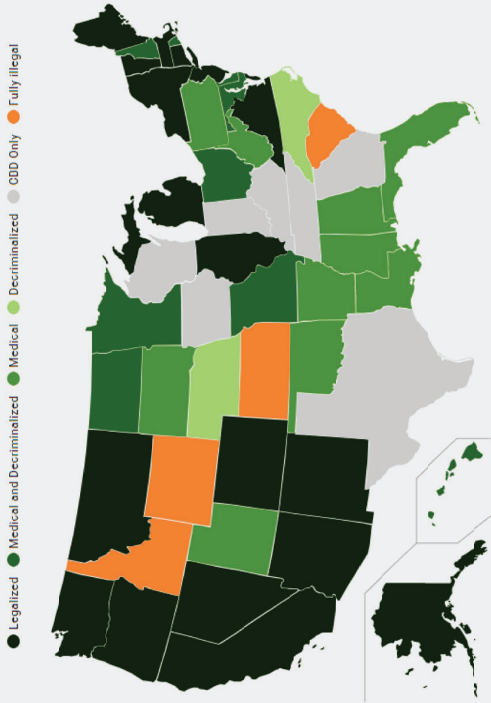 Legalized
Medical and Decriminalized
Medical
Decriminalized
CBD Only
Fully illegal